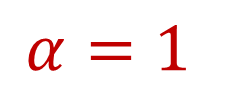 α = 1